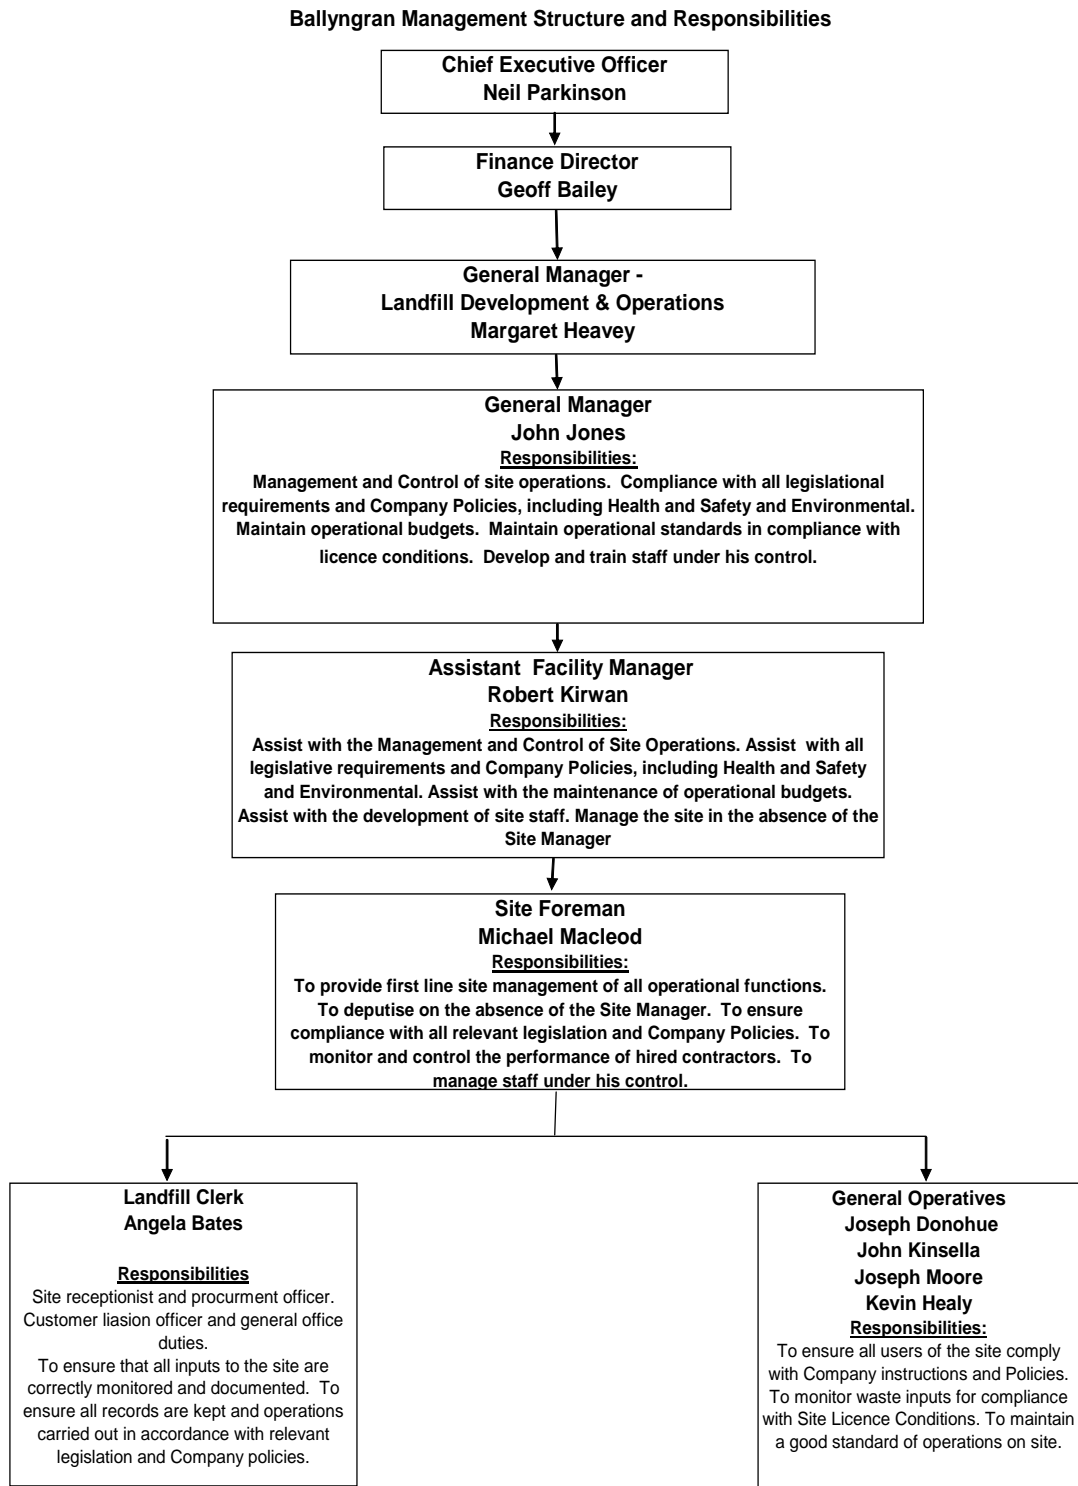 Ballyngran Management Structure and Responsibilities
Chief Executive Officer
Neil Parkinson
Finance Director
Geoff Bailey
General Manager -
Landfill Development & Operations
Margaret Heavey
General Manager
John Jones
Responsibilities:
Management and Control of site operations.  Compliance with all legislational
requirements and Company Policies, including Health and Safety and Environmental.
Maintain operational budgets.  Maintain operational standards in compliance with
licence conditions.  Develop and train staff under his control.
Assistant  Facility Manager
Robert Kirwan
Responsibilities:
Assist with the Management and Control of Site Operations. Assist  with all
legislative requirements and Company Policies, including Health and Safety
and Environmental. Assist with the maintenance of operational budgets.
Assist with the development of site staff. Manage the site in the absence of the
Site Manager
Site Foreman
Michael Macleod
Responsibilities:
To provide first line site management of all operational functions.
To deputise on the absence of the Site Manager.  To ensure
compliance with all relevant legislation and Company Policies.  To
monitor and control the performance of hired contractors.  To
manage staff under his control.
Landfill Clerk
Angela Bates
Responsibilities
Site receptionist and procurment officer.
Customer liasion officer and general office
duties.
To ensure that all inputs to the site are
correctly monitored and documented.  To
ensure all records are kept and operations
carried out in accordance with relevant
legislation and Company policies.
General Operatives
Joseph Donohue
John Kinsella
Joseph Moore
Kevin Healy
Responsibilities:
To ensure all users of the site comply
with Company instructions and Policies.
To monitor waste inputs for compliance
with Site Licence Conditions. To maintain
a good standard of operations on site.